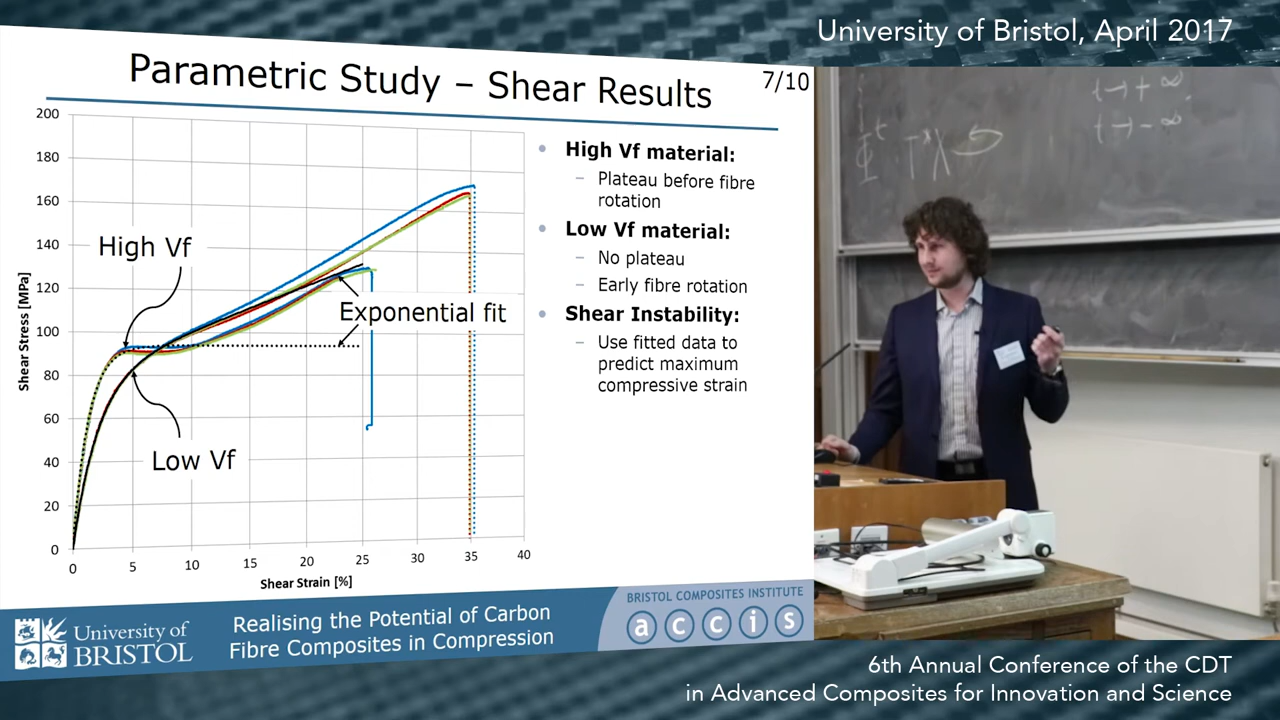 University of Bristol, April 2017
Parametric Study – Shear Results
7/10
200
180
160
140
120
100
80
60
40
20
0
0 5 10 15 20 25 30 35 40
Shear Stress [MPa]
Shear Strain [%]
High Vf
Low Vf
Exponential fit
• High Vf material:
– Plateau before fibre
rotation
• Low Vf material:
– No plateau
– Early fibre rotation
• Shear Instability:
– Use fitted data to
predict maximum
compressive strain
t → + ∞
t → - ∞
University of
BRISTOL
Realising the Potential of Carbon
Fibre Composites in Compression
BRISTOL COMPOSITES INSTITUTE
accis
6th Annual Conference of the CDT
in Advanced Composites for Innovation and Science